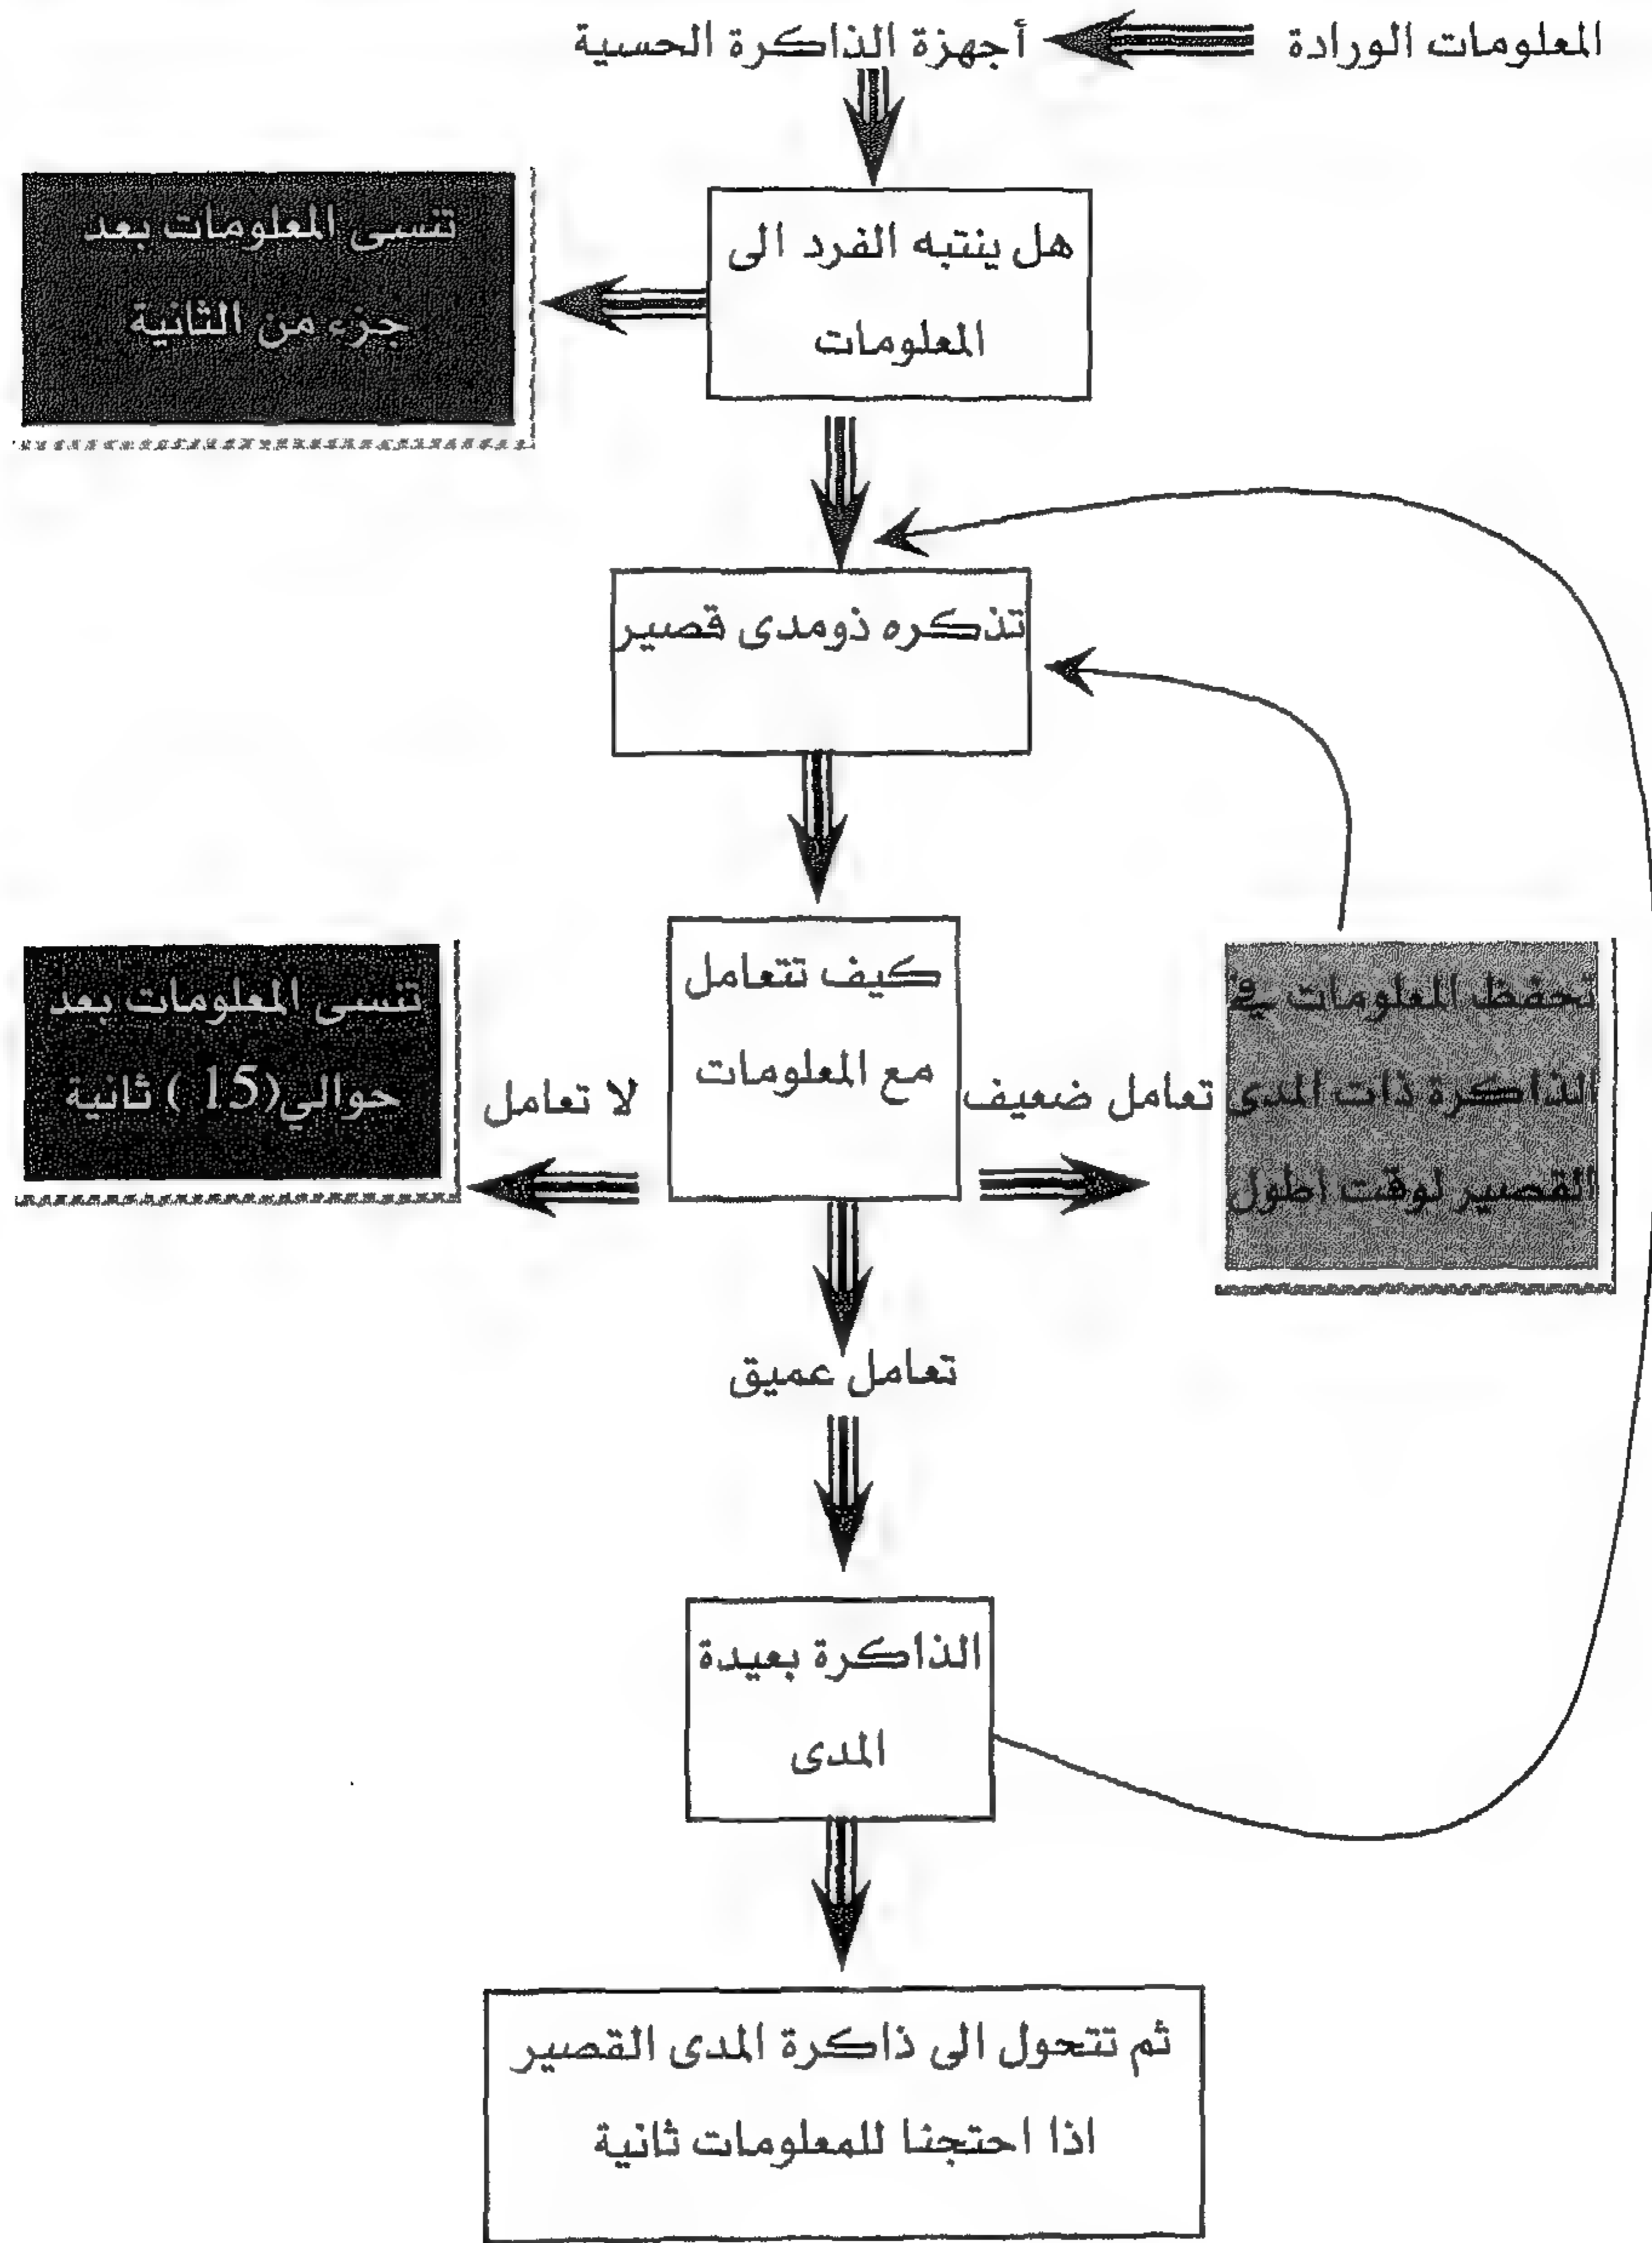 المعلومات الورادة
أجهزة الذاكرة الحسية
هل ينتبه الفرد الى
المعلومات
تنسى المعلومات بعد
جزء من الثانية
تذكره ذومدى قصير
كيف تتعامل
مع المعلومات
تعامل ضعيف
تحفظ المعلومات في
الذاكرة ذات المدى
القصير لوقت اطول
لا تعامل
تنسى المعلومات بعد
حوالي(15 ) ثانية
تعامل عميق
الذاكرة بعيدة
المدى
ثم تتحول الى ذاكرة المدى القصير
اذا احتجنا للمعلومات ثانية